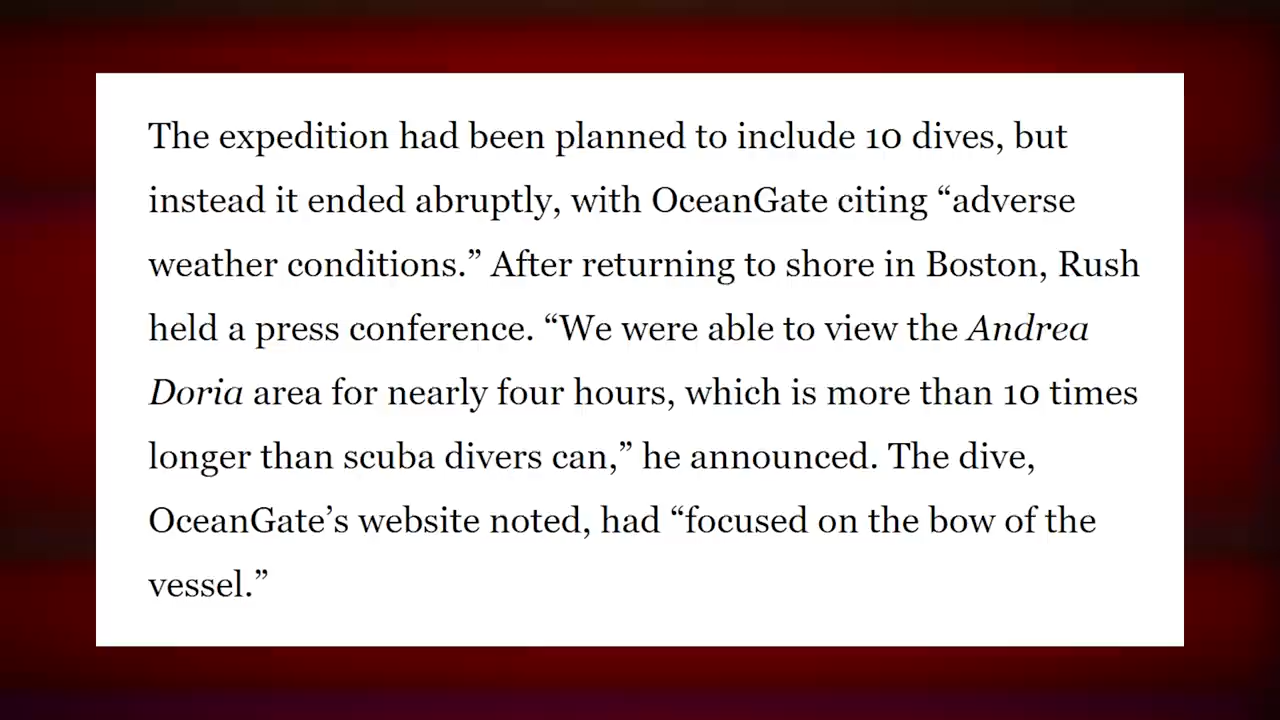 The expedition had been planned to include 10 dives, but
instead it ended abruptly, with OceanGate citing “adverse
weather conditions.” After returning to shore in Boston, Rush
held a press conference. “We were able to view the Andrea
Doria area for nearly four hours, which is more than 10 times
longer than scuba divers can,” he announced. The dive,
OceanGate’s website noted, had “focused on the bow of the
vessel.”